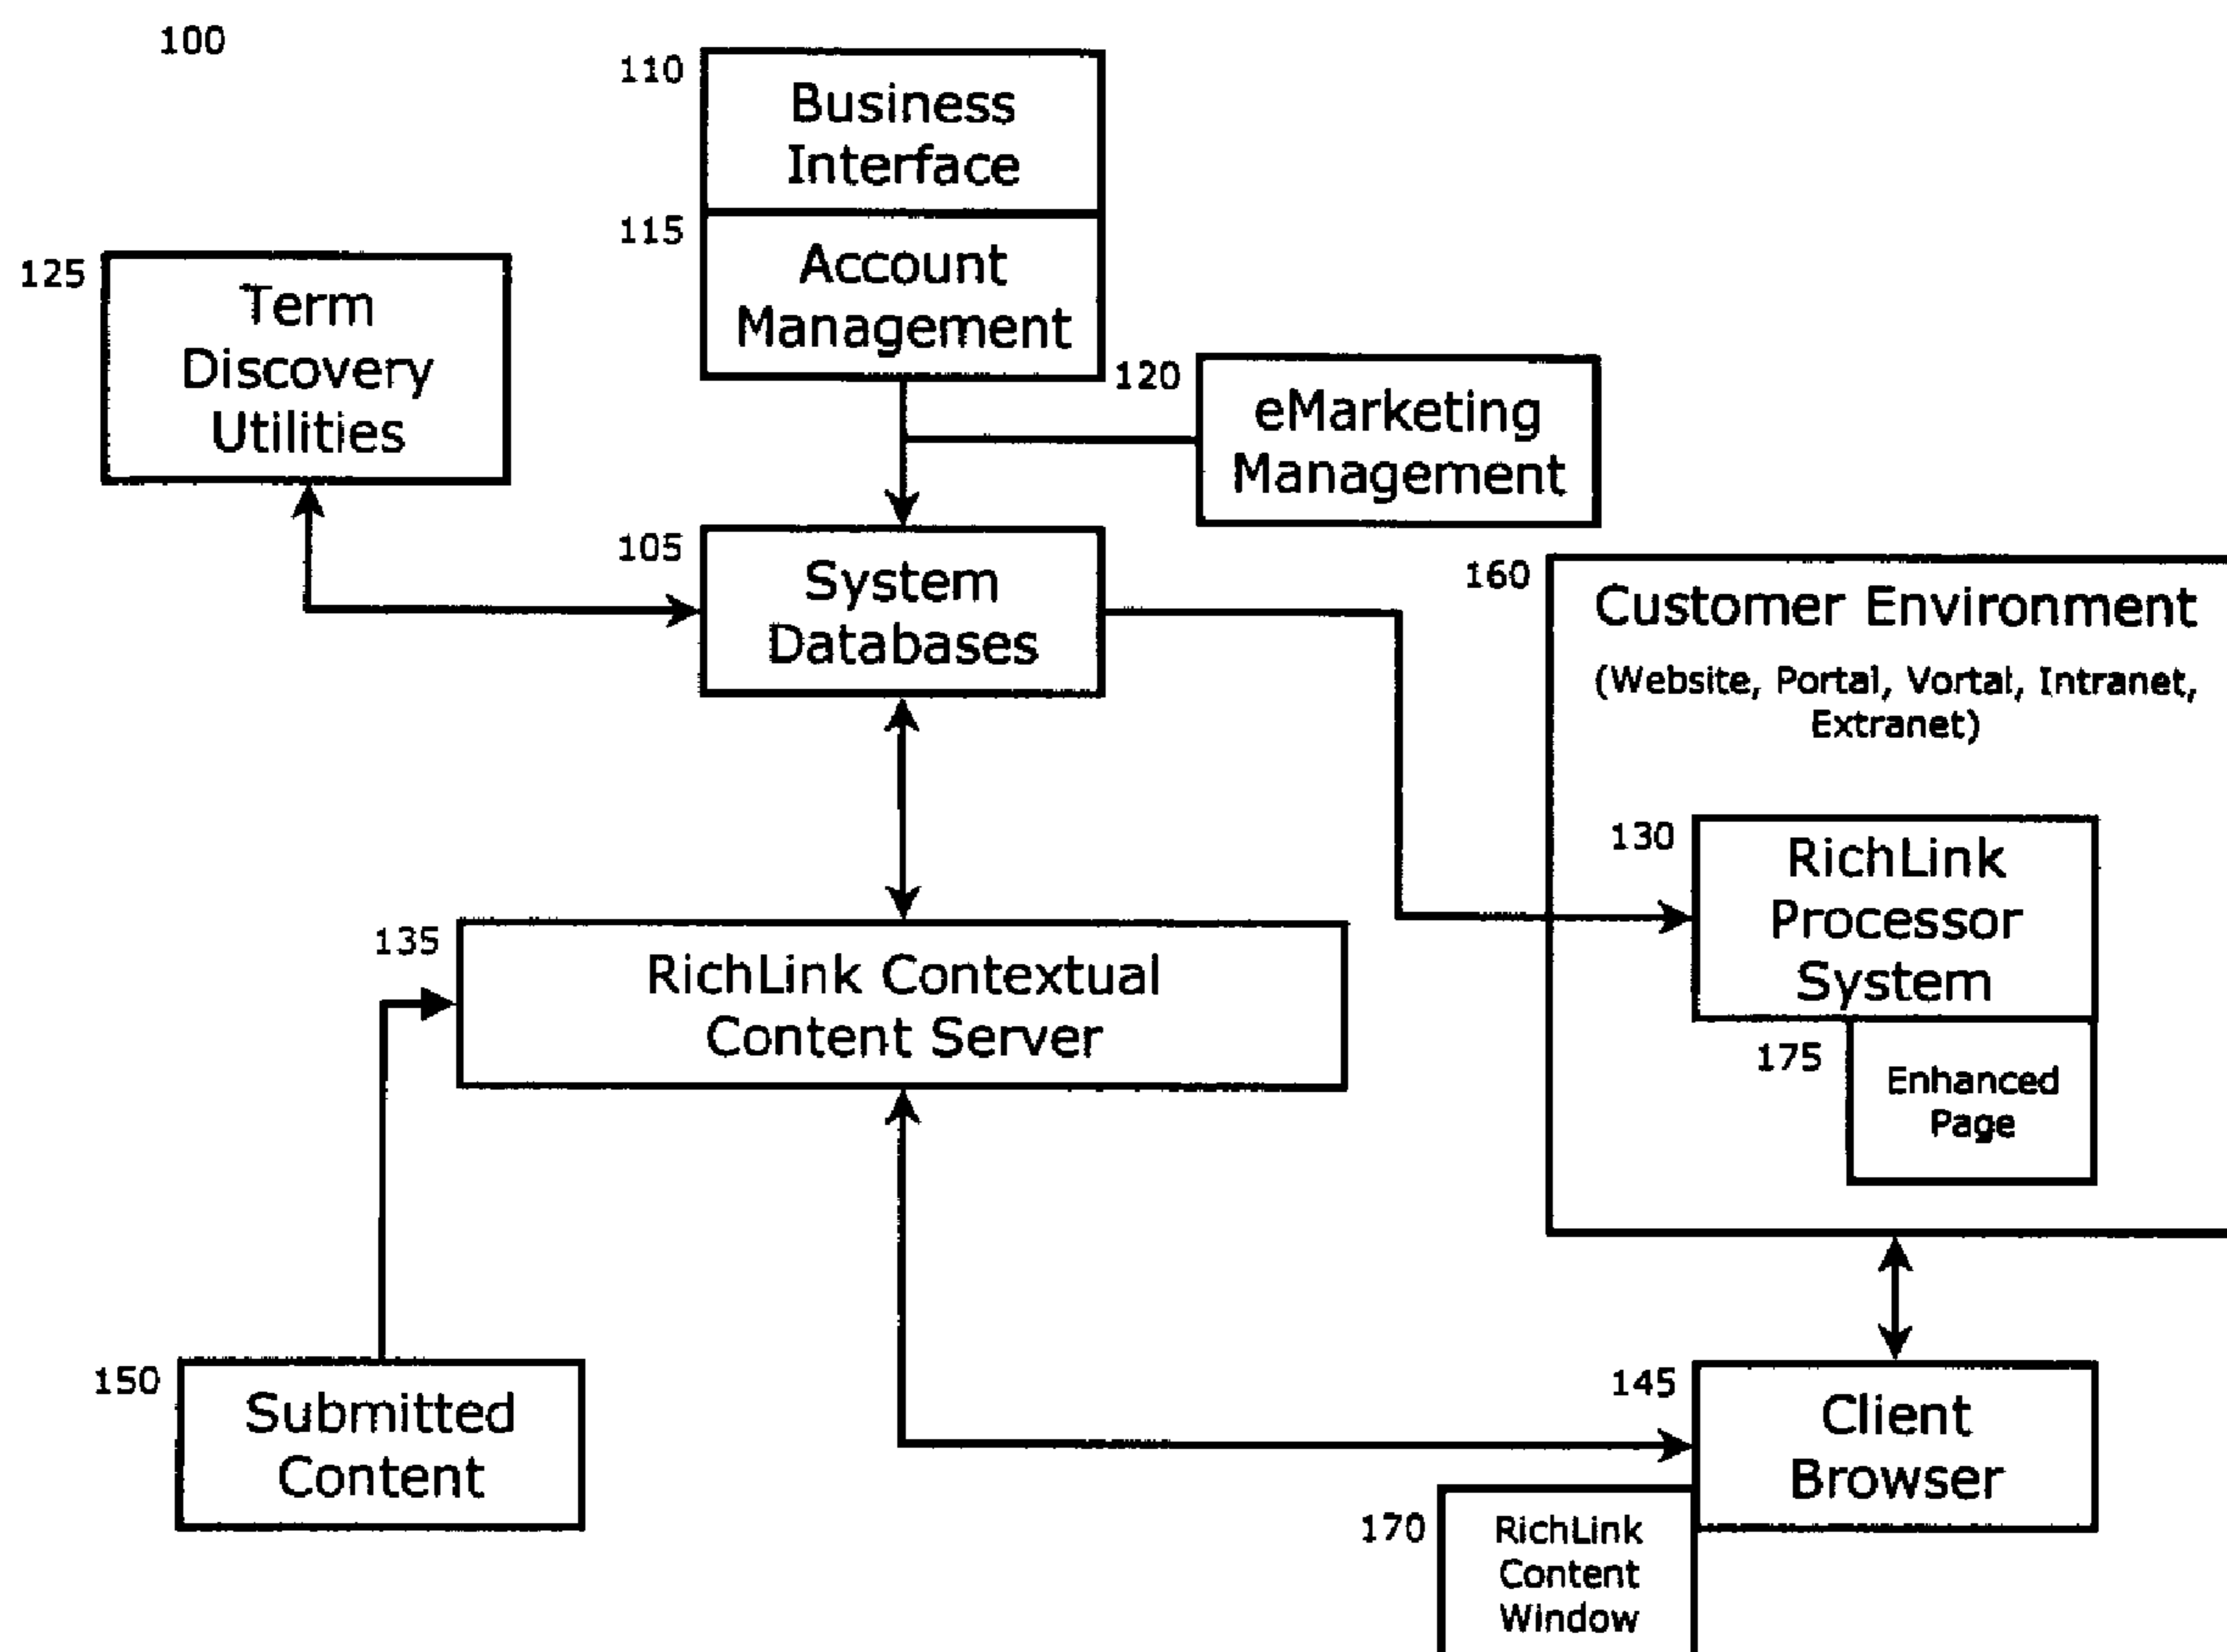 100
110
Business
Interface
115
Account
Management
120
eMarketing
Management
125
Term
Discovery
Utilities
105
System
Databases
160
Customer Environment
(Website, Portal, Vortal, Intranet,
Extranet)
130
RichLink
Processor
System
175
Enhanced
Page
135
RichLink Contextual
Content Server
150
Submitted
Content
145
Client
Browser
170
RichLink
Content
Window